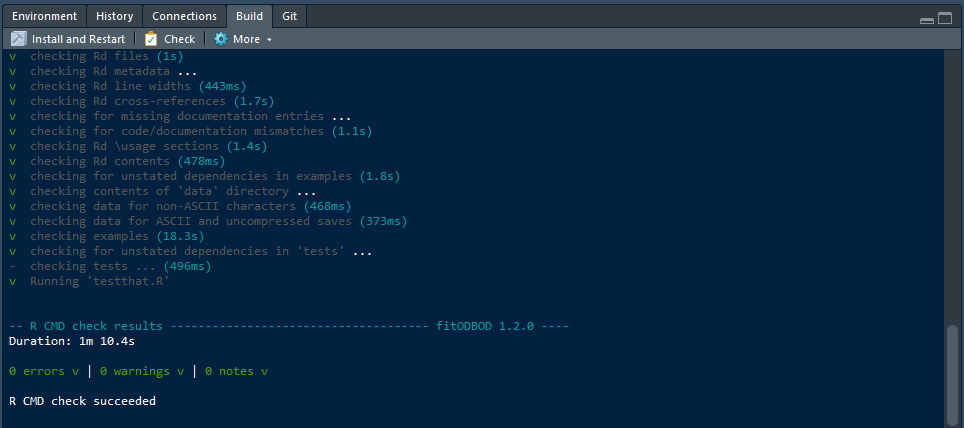 Environment History Connections Build Git
Install and Restart Check More
v checking Rd files (1s)
v checking Rd metadata ...
v checking Rd line widths (443ms)
v checking Rd cross-references (1.7s)
v checking for missing documentation entries ...
v checking for code/documentation mismatches (1.1s)
v checking Rd \usage sections (1.4s)
v checking Rd contents (478ms)
v checking for unstated dependencies in examples (1.8s)
v checking contents of 'data' directory ...
v checking data for non-ASCII characters (468ms)
v checking data for ASCII and uncompressed saves (373ms)
v checking examples (18.3s)
v checking for unstated dependencies in 'tests' ...
- checking tests ... (496ms)
v Running 'testthat.R'
-- R CMD check results ------------------------------------- fitODBOD 1.2.0 ----
Duration: 1m 10.4s
0 errors v | 0 warnings v | 0 notes v
R CMD check succeeded